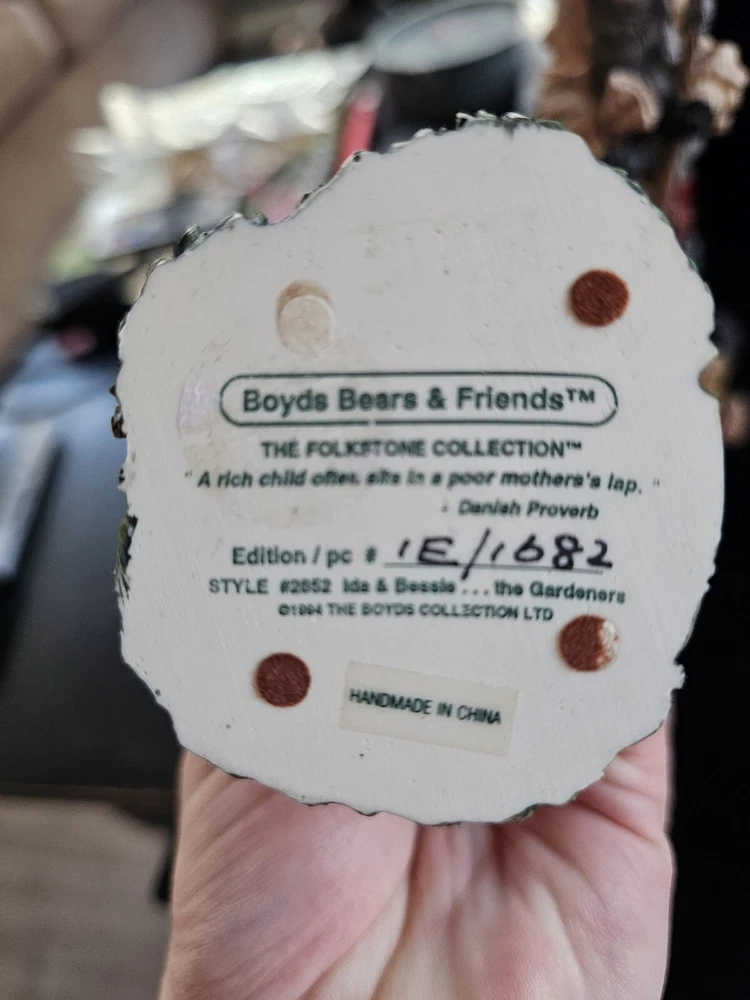 Boyds Bears & Friends™
THE FOLKSTONE COLLECTION™
" A rich child often sits in a poor mothers's lap. "
- Danish Proverb
Edition / pc # 1E/1682
STYLE #2852 Ida & Bessie . . . the Gardeners
©1994 THE BOYDS COLLECTION LTD
HANDMADE IN CHINA